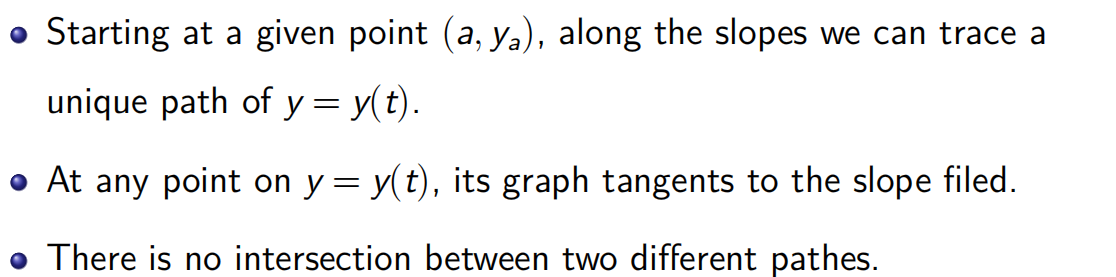 Starting at a given point (a, yₐ), along the slopes we can trace a
unique path of y = y(t).
At any point on y = y(t), its graph tangents to the slope filed.
There is no intersection between two different pathes.